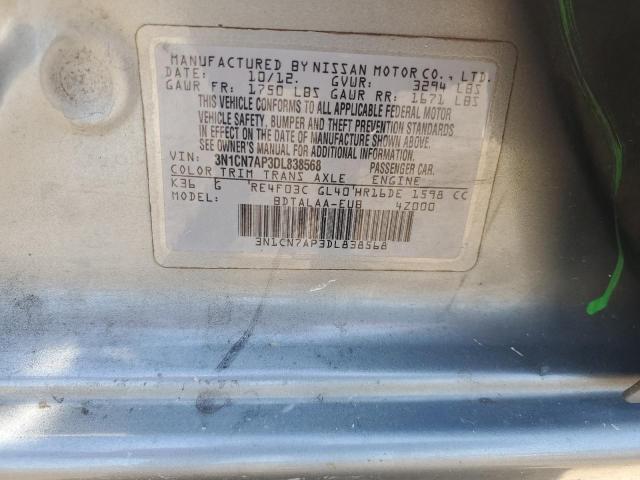 MANUFACTURED BY NISSAN MOTOR CO., LTD.
DATE: 10/12. GVWR: 3294 LBS
GAWR FR: 1750 LBS GAWR RR: 1671 LBS
THIS VEHICLE CONFORMS TO ALL APPLICABLE FEDERAL MOTOR
VEHICLE SAFETY, BUMPER AND THEFT PREVENTION STANDARDS
IN EFFECT ON THE DATE OF MANUFACTURE SHOWN ABOVE.
SEE OWNER'S MANUAL FOR ADDITIONAL INFORMATION.
VIN: 3N1CN7AP3DL838568 PASSENGER CAR.
COLOR TRIM TRANS AXLE ENGINE
K36 G RE4F03C GL40 HR16DE 1598 CC
MODEL: BDTALAA-EUB 4Z000
3N1CN7AP3DL838568